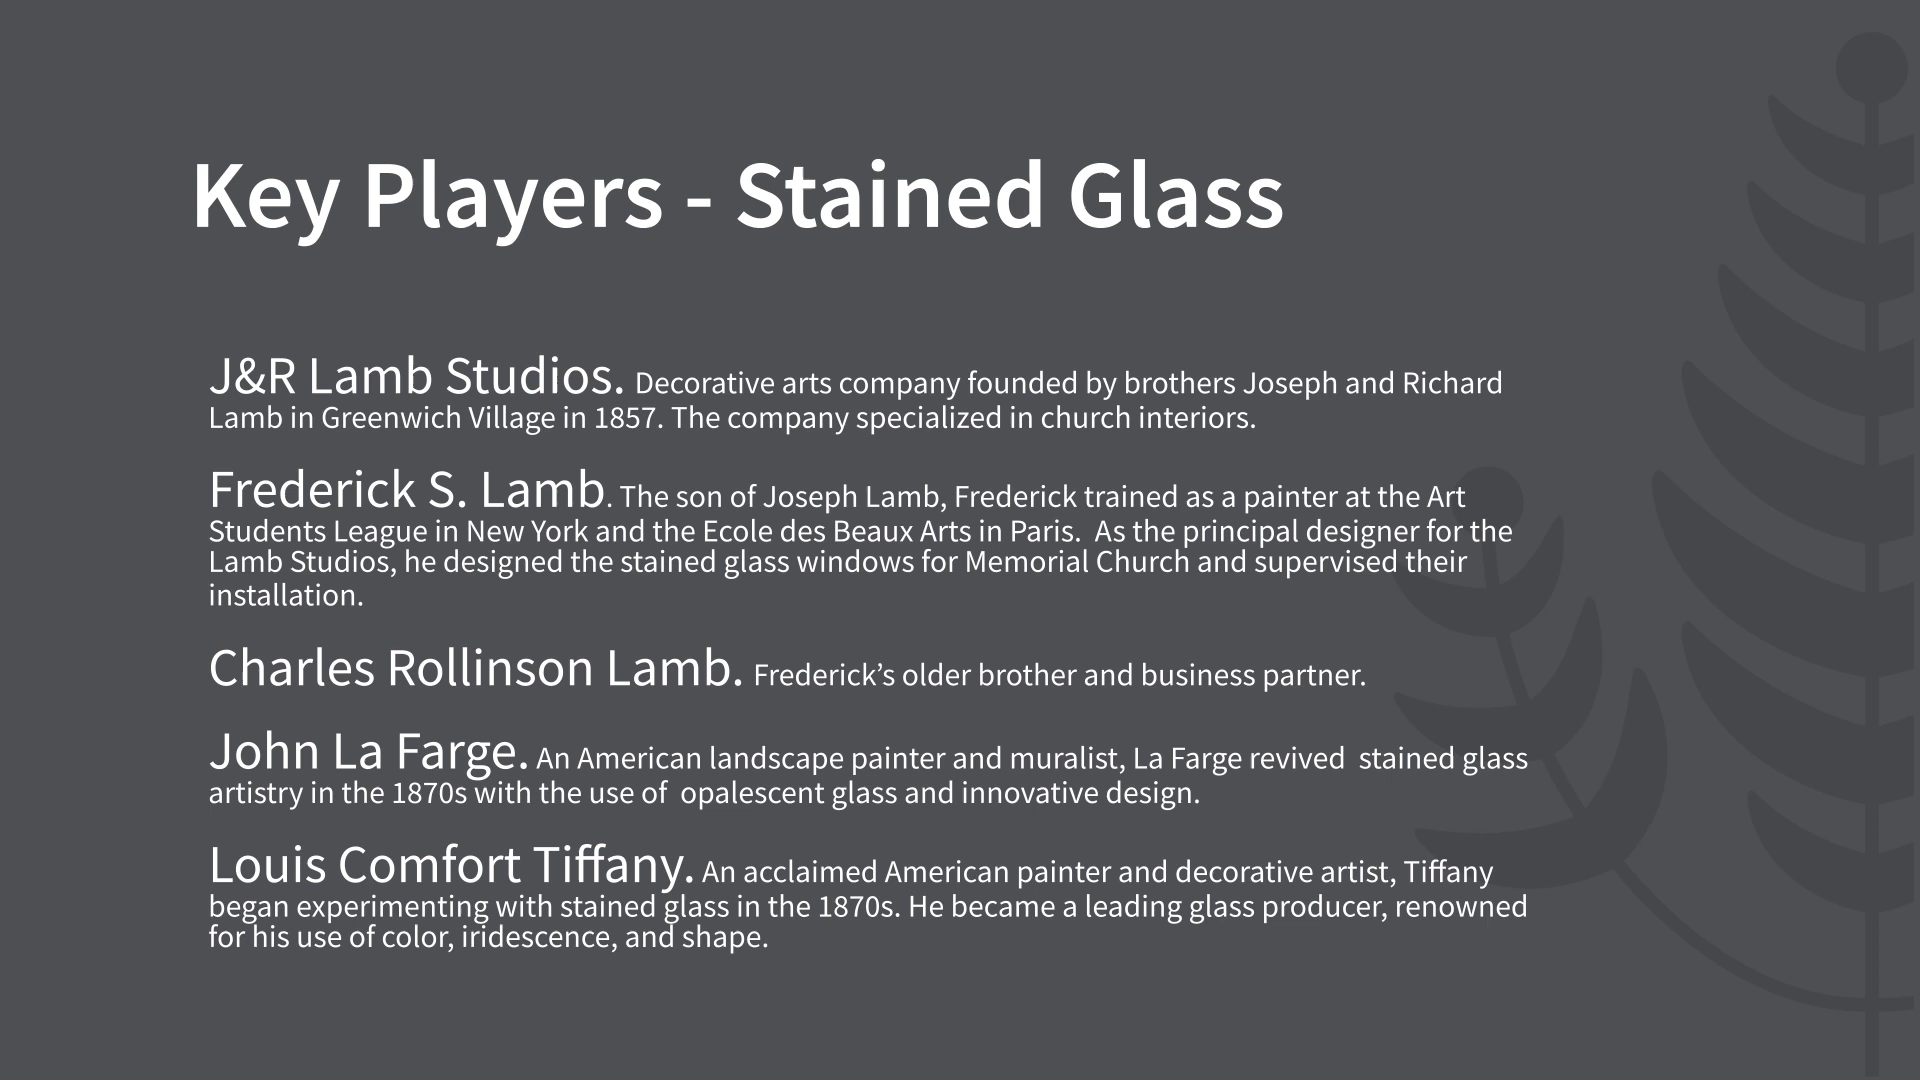 Key Players - Stained Glass
J&R Lamb Studios. Decorative arts company founded by brothers Joseph and Richard
Lamb in Greenwich Village in 1857. The company specialized in church interiors.
Frederick S. Lamb. The son of Joseph Lamb, Frederick trained as a painter at the Art
Students League in New York and the Ecole des Beaux Arts in Paris.  As the principal designer for the
Lamb Studios, he designed the stained glass windows for Memorial Church and supervised their
installation.
Charles Rollinson Lamb. Frederick’s older brother and business partner.
John La Farge. An American landscape painter and muralist, La Farge revived  stained glass
artistry in the 1870s with the use of  opalescent glass and innovative design.
Louis Comfort Tiffany. An acclaimed American painter and decorative artist, Tiffany
began experimenting with stained glass in the 1870s. He became a leading glass producer, renowned
for his use of color, iridescence, and shape.